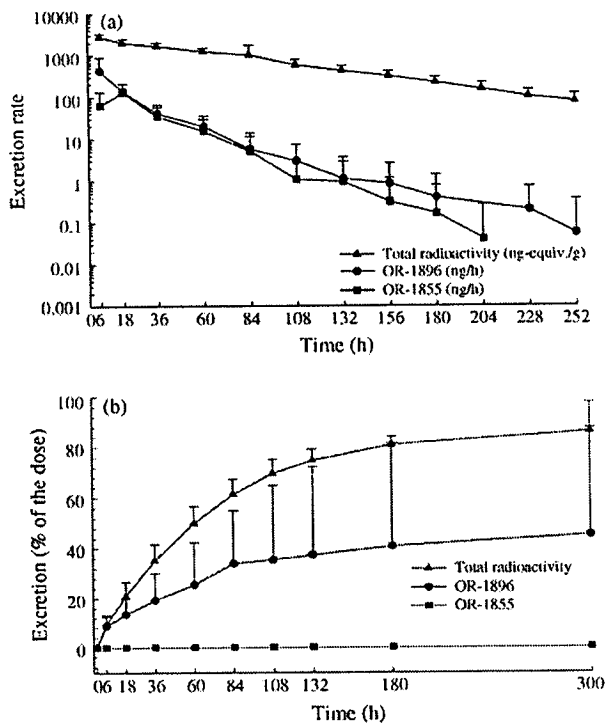 (a)
10000
1000
100
10
1
0.1
0.01
0.001
Excretion rate
Total radioactivity (ng-equiv./g)
OR-1896 (ng/h)
OR-1855 (ng/h)
06 18 36 60 84 108 132 156 180 204 228 252
Time (h)
(b)
100
80
60
40
20
0
Excretion (% of the dose)
Total radioactivity
OR-1896
OR-1855
06 18 36 60 84 108 132 180 300
Time (h)